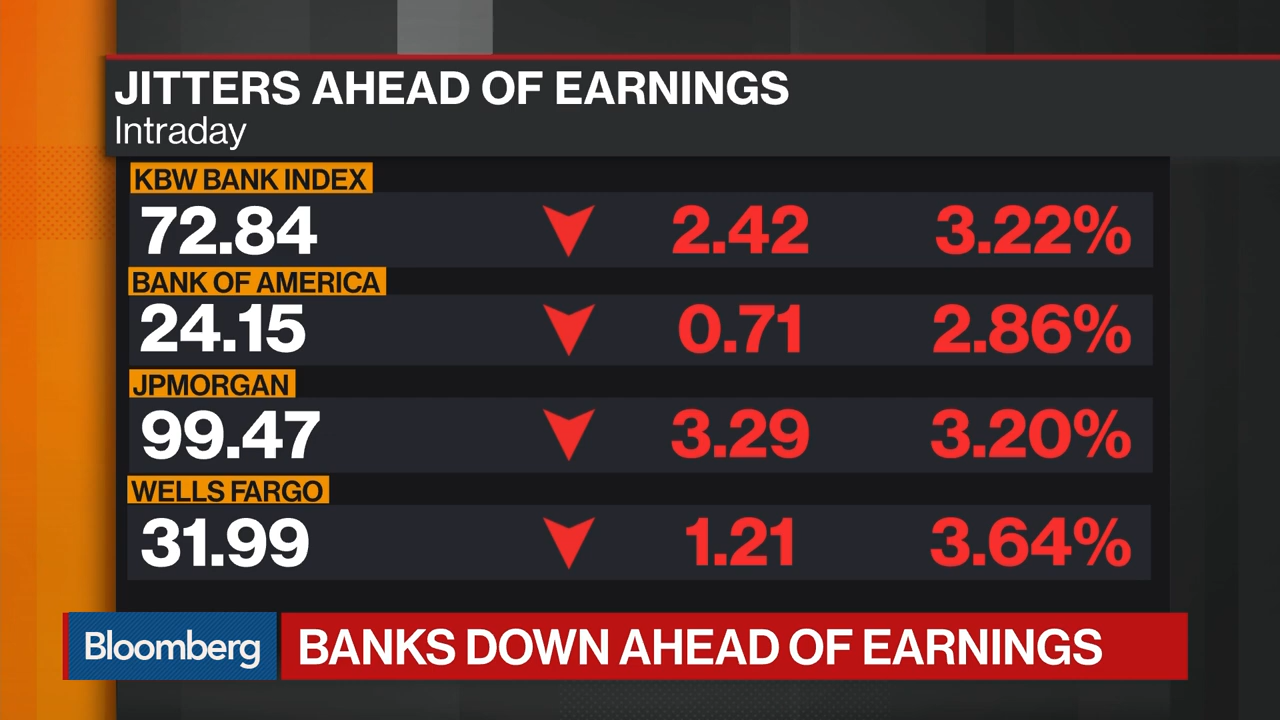 JITTERS AHEAD OF EARNINGS
Intraday
KBW BANK INDEX
72.84 2.42 3.22%
BANK OF AMERICA
24.15 0.71 2.86%
JPMORGAN
99.47 3.29 3.20%
WELLS FARGO
31.99 1.21 3.64%
Bloomberg BANKS DOWN AHEAD OF EARNINGS